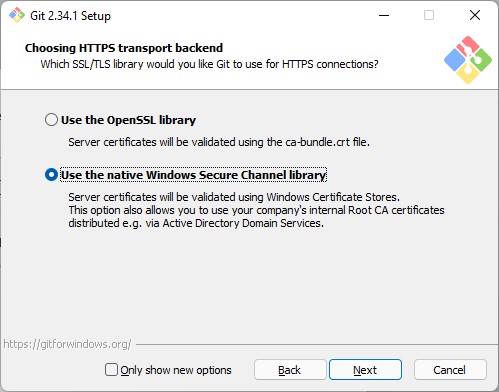 Git 2.34.1 Setup
Choosing HTTPS transport backend
Which SSL/TLS library would you like Git to use for HTTPS connections?
Use the OpenSSL library
Server certificates will be validated using the ca-bundle.crt file.
Use the native Windows Secure Channel library
Server certificates will be validated using Windows Certificate Stores.
This option also allows you to use your company's internal Root CA certificates
distributed e.g. via Active Directory Domain Services.
https://gitforwindows.org/
Only show new options
Back
Next
Cancel